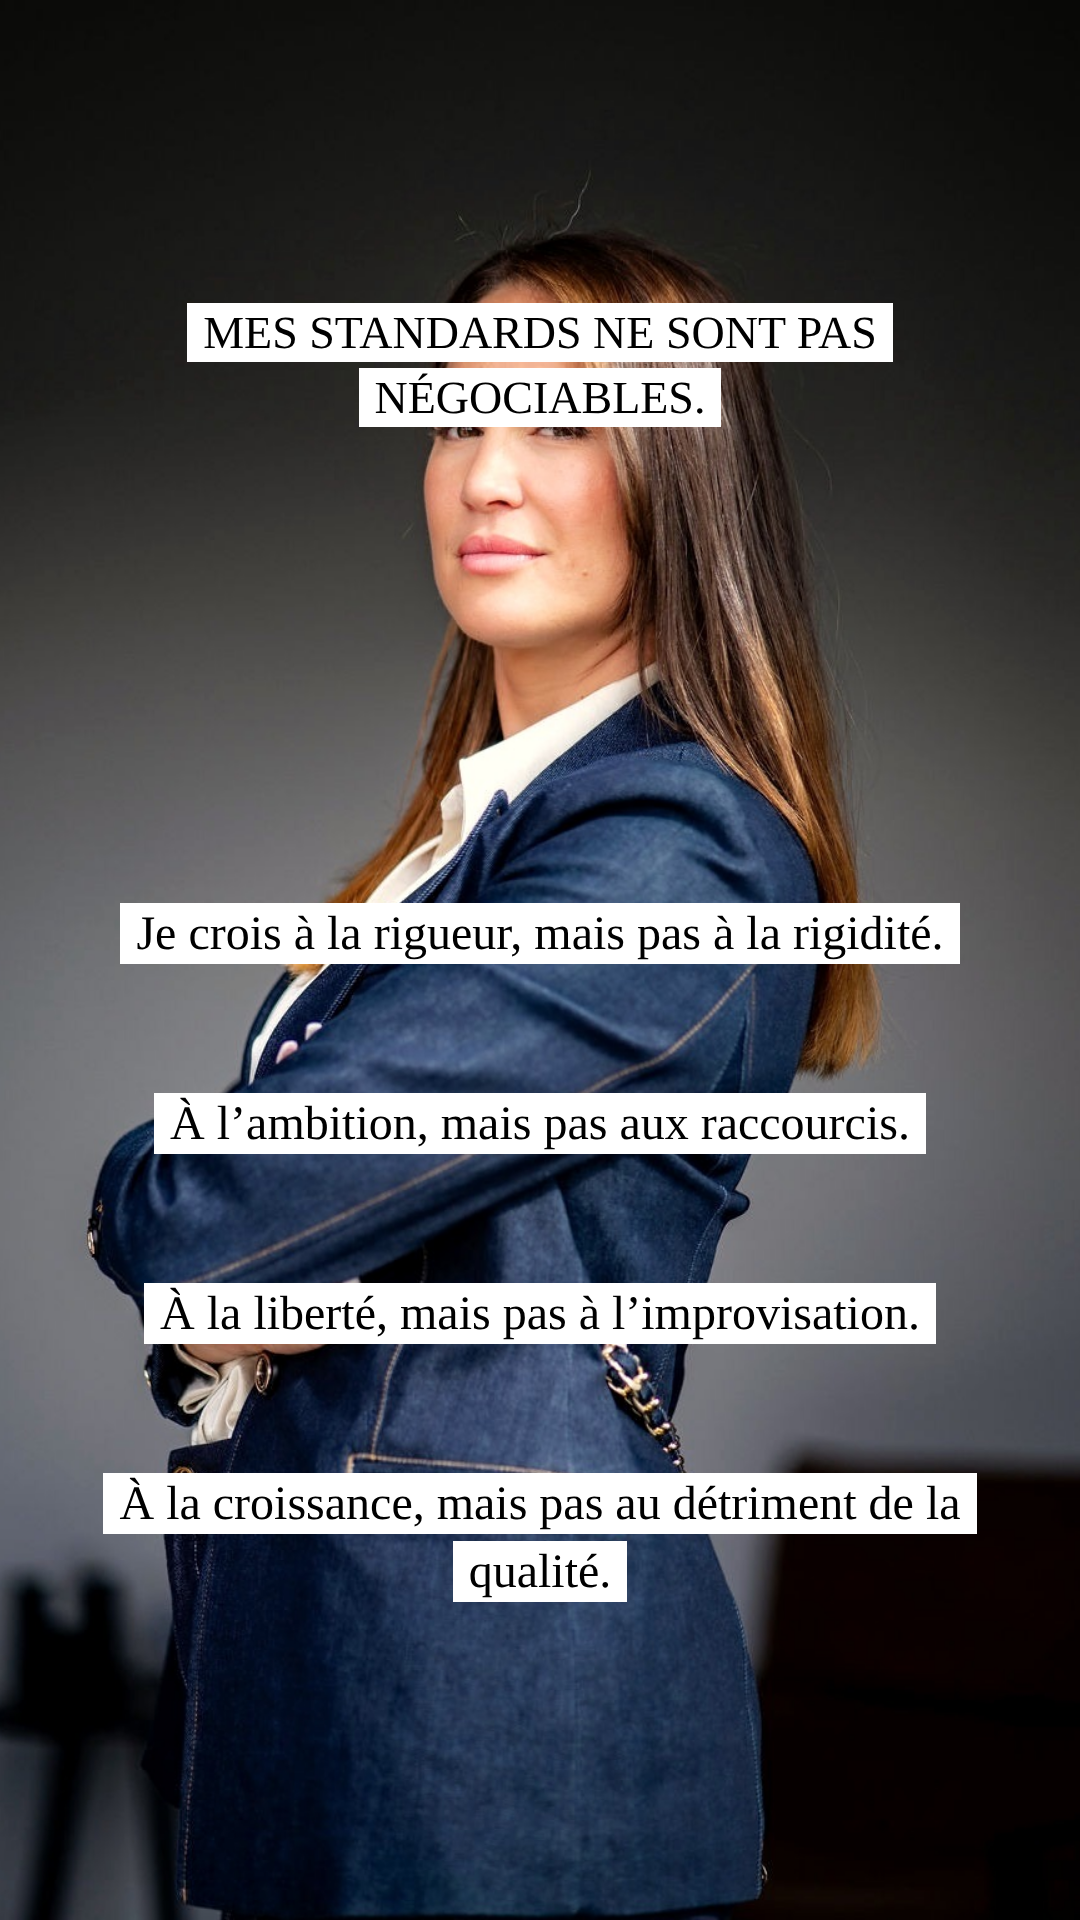 MES STANDARDS NE SONT PAS
NÉGOCIABLES.
Je crois à la rigueur, mais pas à la rigidité.
À l’ambition, mais pas aux raccourcis.
À la liberté, mais pas à l’improvisation.
À la croissance, mais pas au détriment de la
qualité.